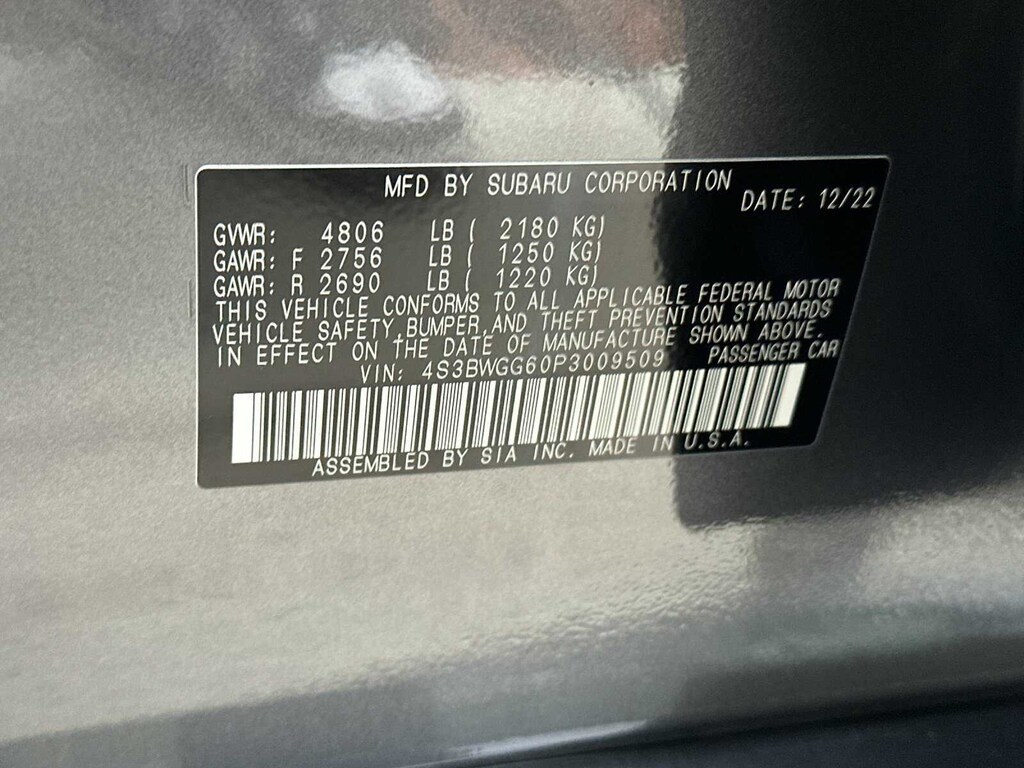 MFD BY SUBARU CORPORATION
DATE: 12/22
GVWR: 4806 LB ( 2180 KG)
GAWR: F 2756 LB ( 1250 KG)
GAWR: R 2690 LB ( 1220 KG)
THIS VEHICLE CONFORMS TO ALL APPLICABLE FEDERAL MOTOR
VEHICLE SAFETY,BUMPER,AND THEFT PREVENTION STANDARDS
IN EFFECT ON THE DATE OF MANUFACTURE SHOWN ABOVE.
VIN: 4S3BWGG60P3009509 PASSENGER CAR
ASSEMBLED BY SIA INC. MADE IN U.S.A.